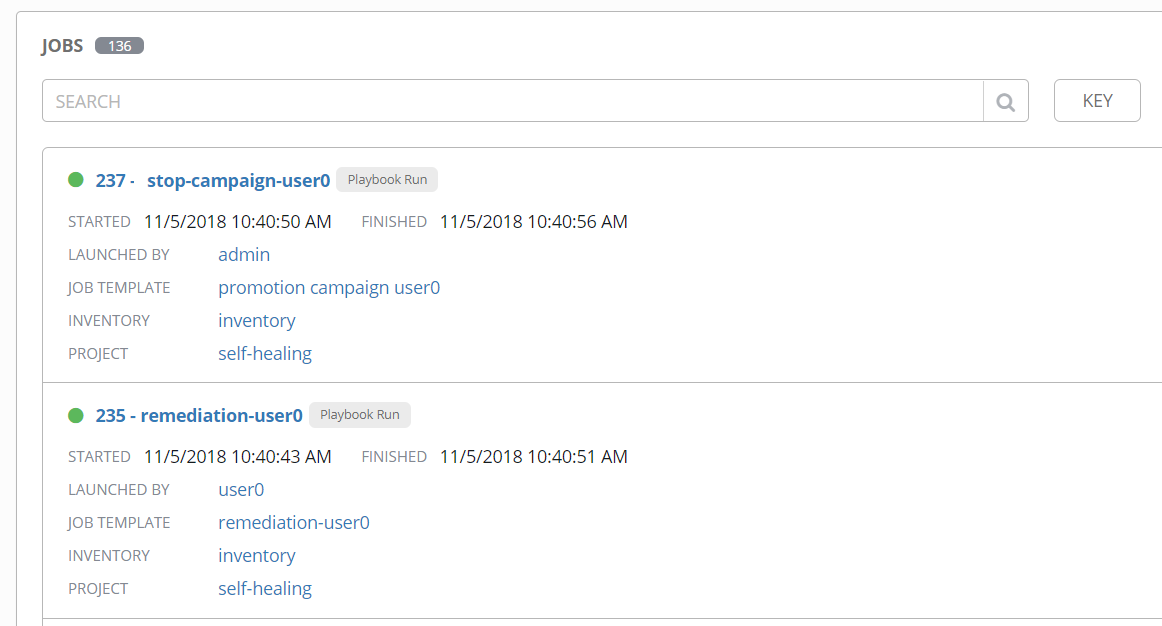 JOBS 136
SEARCH KEY
237 - stop-campaign-user0 Playbook Run
STARTED 11/5/2018 10:40:50 AM FINISHED 11/5/2018 10:40:56 AM
LAUNCHED BY admin
JOB TEMPLATE promotion campaign user0
INVENTORY inventory
PROJECT self-healing
235 - remediation-user0 Playbook Run
STARTED 11/5/2018 10:40:43 AM FINISHED 11/5/2018 10:40:51 AM
LAUNCHED BY user0
JOB TEMPLATE remediation-user0
INVENTORY inventory
PROJECT self-healing